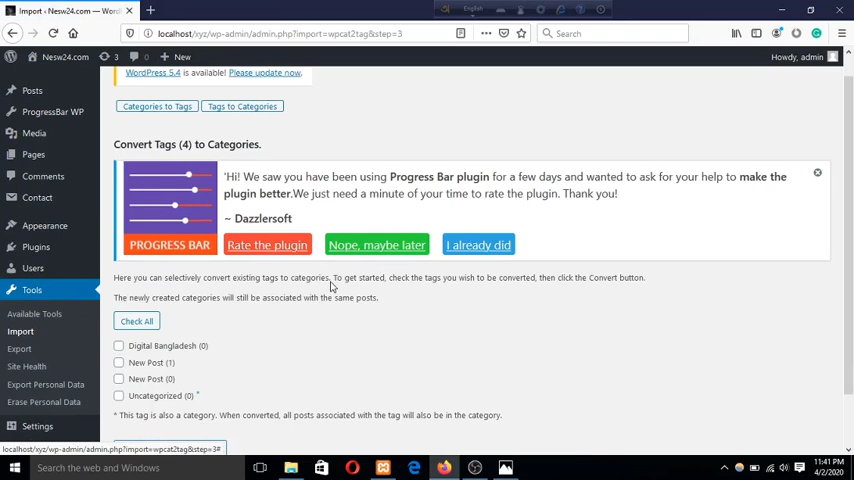 Import ‹ Nesw24.com — WordP
English
localhost/xyz/wp-admin/admin.php?import=wpcat2tag&step=3
Search
Nesw24.com
3
0
New
Howdy, admin
WordPress 5.4 is available! Please update now.
Posts
ProgressBar WP
Media
Pages
Comments
Contact
Appearance
Plugins
Users
Tools
Available Tools
Import
Export
Site Health
Export Personal Data
Erase Personal Data
Settings
Categories to Tags
Tags to Categories
Convert Tags (4) to Categories.
PROGRESS BAR
'Hi! We saw you have been using Progress Bar plugin for a few days and wanted to ask for your help to make the
plugin better.We just need a minute of your time to rate the plugin. Thank you!
~ Dazzlersoft
Rate the plugin
Nope, maybe later
I already did
Here you can selectively convert existing tags to categories. To get started, check the tags you wish to be converted, then click the Convert button.
The newly created categories will still be associated with the same posts.
Check All
Digital Bangladesh (0)
New Post (1)
New Post (0)
Uncategorized (0) *
* This tag is also a category. When converted, all posts associated with the tag will also be in the category.
localhost/xyz/wp-admin/admin.php?import=wpcat2tag&step=3#
Search the web and Windows
11:41 PM
4/2/2020